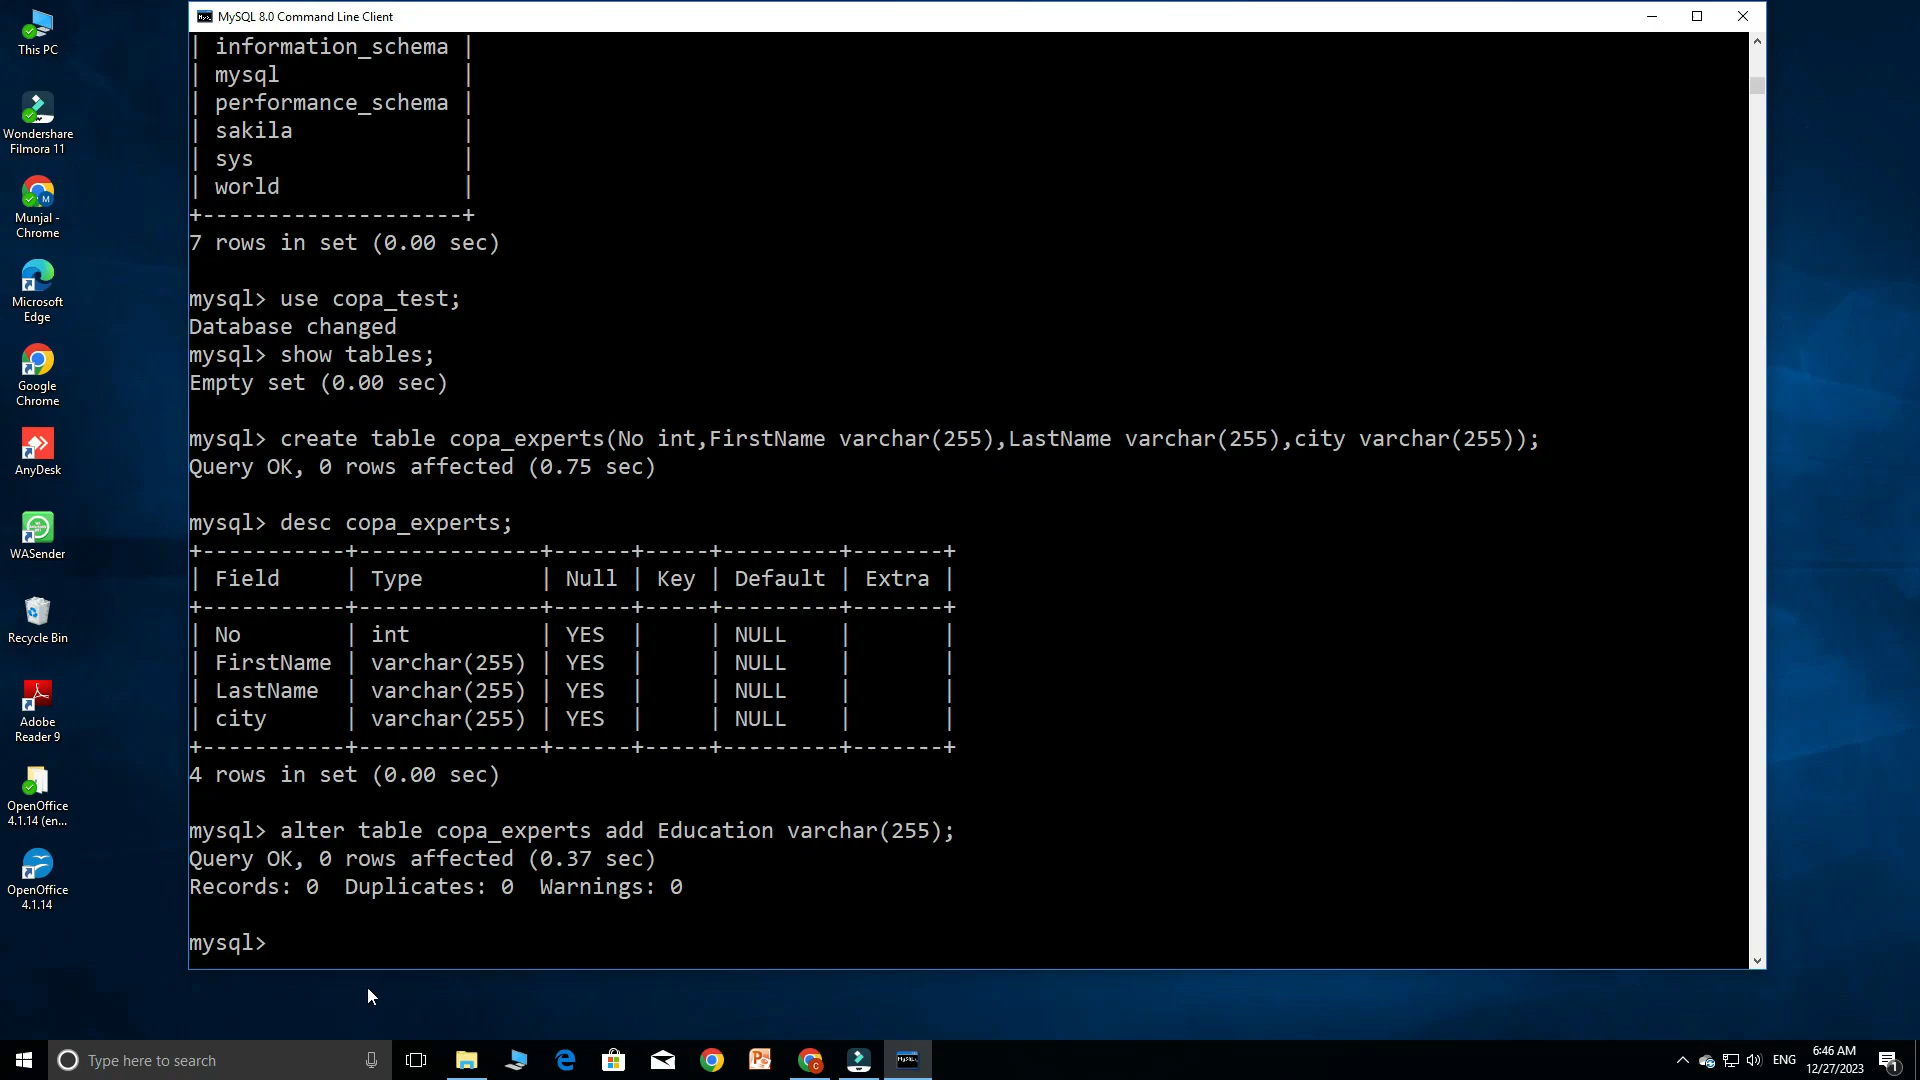 MySQL 8.0 Command Line Client
| information_schema |
| mysql              |
| performance_schema |
| sakila             |
| sys                |
| world              |
+--------------------+
7 rows in set (0.00 sec)
mysql> use copa_test;
Database changed
mysql> show tables;
Empty set (0.00 sec)
mysql> create table copa_experts(No int,FirstName varchar(255),LastName varchar(255),city varchar(255));
Query OK, 0 rows affected (0.75 sec)
mysql> desc copa_experts;
+-----------+--------------+------+-----+---------+-------+
| Field     | Type         | Null | Key | Default | Extra |
+-----------+--------------+------+-----+---------+-------+
| No        | int          | YES  |     | NULL    |       |
| FirstName | varchar(255) | YES  |     | NULL    |       |
| LastName  | varchar(255) | YES  |     | NULL    |       |
| city      | varchar(255) | YES  |     | NULL    |       |
+-----------+--------------+------+-----+---------+-------+
4 rows in set (0.00 sec)
mysql> alter table copa_experts add Education varchar(255);
Query OK, 0 rows affected (0.37 sec)
Records: 0  Duplicates: 0  Warnings: 0
mysql>
This PC
Wondershare
Filmora 11
Munjal -
Chrome
Microsoft
Edge
Google
Chrome
AnyDesk
WASender
Recycle Bin
Adobe
Reader 9
OpenOffice
4.1.14 (en...
OpenOffice
4.1.14
Type here to search
ENG
6:46 AM
12/27/2023
1